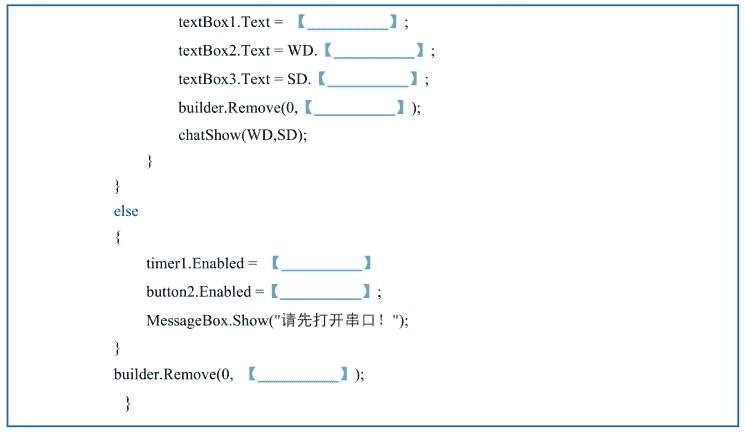 textBox1.Text = 【__________】;
textBox2.Text = WD.【__________】;
textBox3.Text = SD.【__________】;
builder.Remove(0,【__________】);
chatShow(WD,SD);
}
}
else
{
timer1.Enabled = 【__________】
button2.Enabled =【__________】;
MessageBox.Show("请先打开串口！");
}
builder.Remove(0, 【__________】);
}